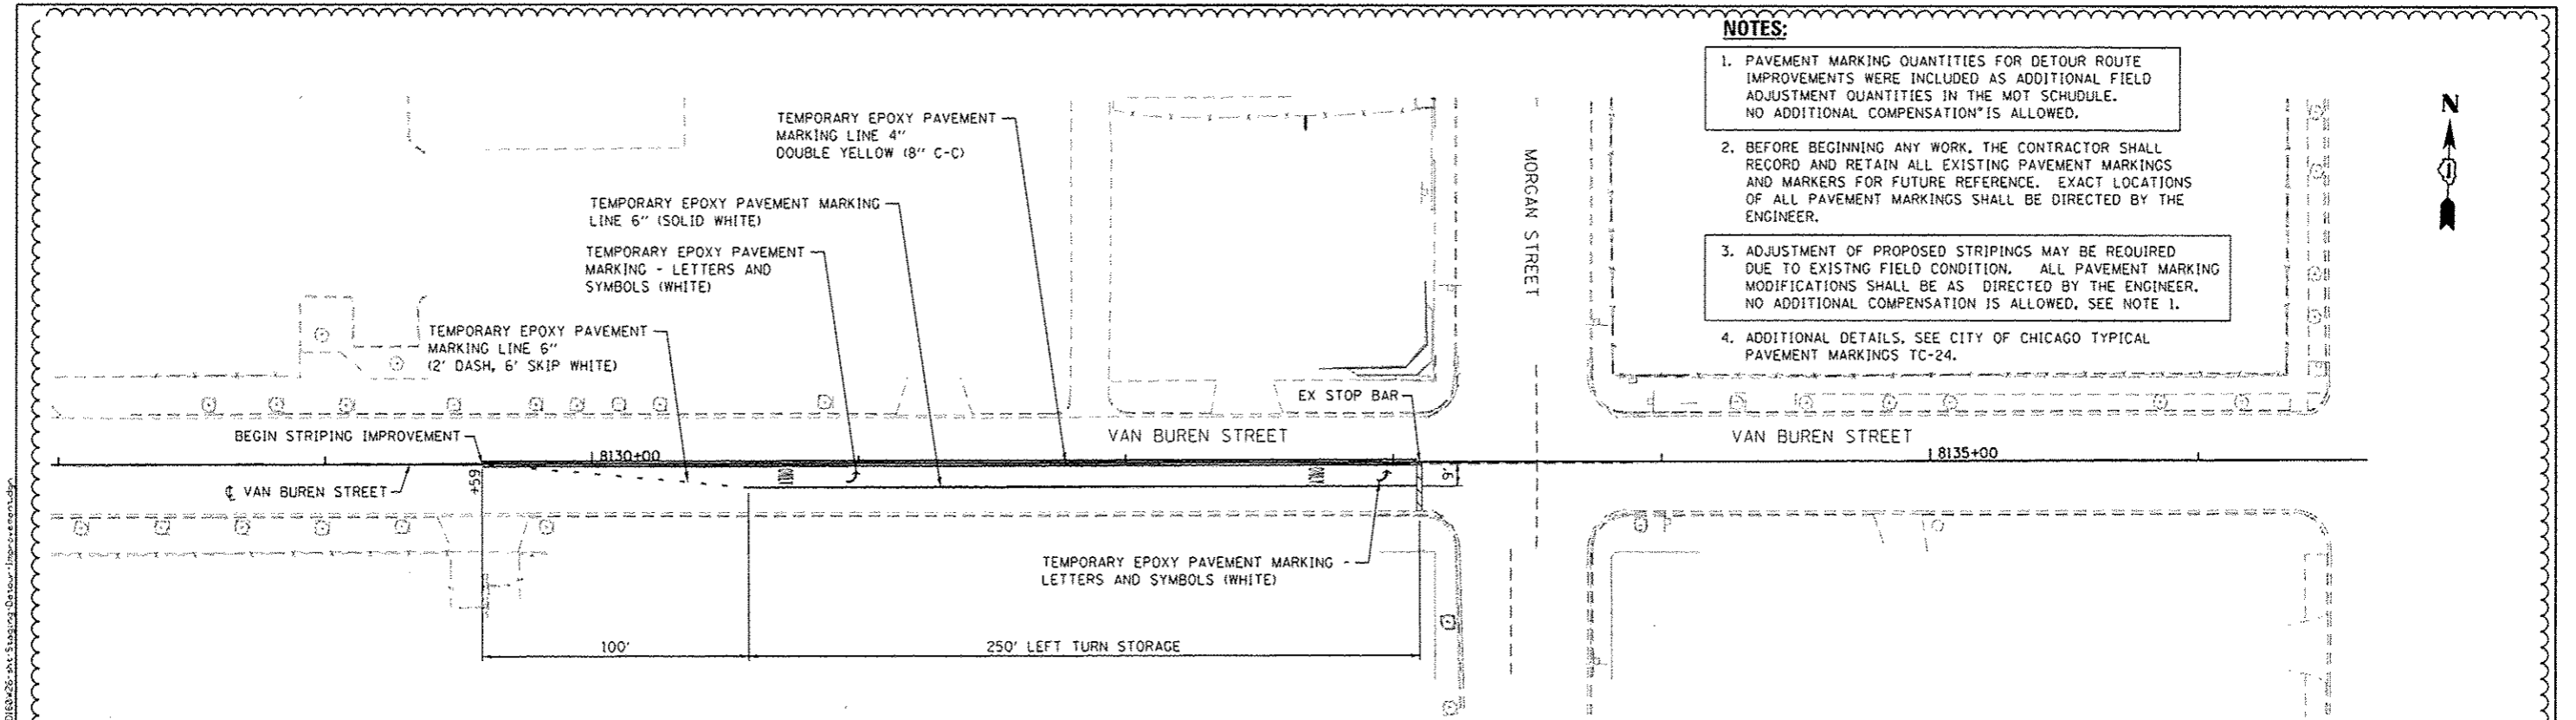 NOTES:
1. PAVEMENT MARKING QUANTITIES FOR DETOUR ROUTE
IMPROVEMENTS WERE INCLUDED AS ADDITIONAL FIELD
ADJUSTMENT QUANTITIES IN THE MOT SCHUDULE.
NO ADDITIONAL COMPENSATION IS ALLOWED.
2. BEFORE BEGINNING ANY WORK, THE CONTRACTOR SHALL
RECORD AND RETAIN ALL EXISTING PAVEMENT MARKINGS
AND MARKERS FOR FUTURE REFERENCE. EXACT LOCATIONS
OF ALL PAVEMENT MARKINGS SHALL BE DIRECTED BY THE
ENGINEER.
3. ADJUSTMENT OF PROPOSED STRIPINGS MAY BE REQUIRED
DUE TO EXISTNG FIELD CONDITION. ALL PAVEMENT MARKING
MODIFICATIONS SHALL BE AS DIRECTED BY THE ENGINEER.
NO ADDITIONAL COMPENSATION IS ALLOWED, SEE NOTE 1.
4. ADDITIONAL DETAILS, SEE CITY OF CHICAGO TYPICAL
PAVEMENT MARKINGS TC-24.
N
TEMPORARY EPOXY PAVEMENT
MARKING LINE 4"
DOUBLE YELLOW (8" C-C)
TEMPORARY EPOXY PAVEMENT MARKING
LINE 6" (SOLID WHITE)
TEMPORARY EPOXY PAVEMENT
MARKING - LETTERS AND
SYMBOLS (WHITE)
TEMPORARY EPOXY PAVEMENT
MARKING LINE 6"
(2' DASH, 6' SKIP WHITE)
MORGAN STREET
EX STOP BAR
BEGIN STRIPING IMPROVEMENT
VAN BUREN STREET
VAN BUREN STREET
8130+00
8135+00
℄ VAN BUREN STREET
+59
ONLY
ONLY
9'
TEMPORARY EPOXY PAVEMENT MARKING -
LETTERS AND SYMBOLS (WHITE)
100'
250' LEFT TURN STORAGE